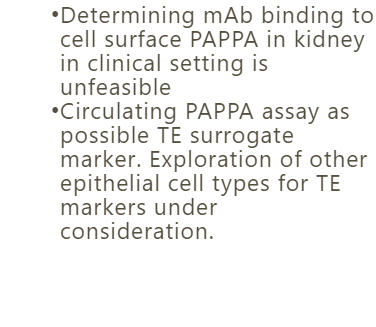 •Determining mAb binding to
cell surface PAPPA in kidney
in clinical setting is
unfeasible
•Circulating PAPPA assay as
possible TE surrogate
marker. Exploration of other
epithelial cell types for TE
markers under
consideration.